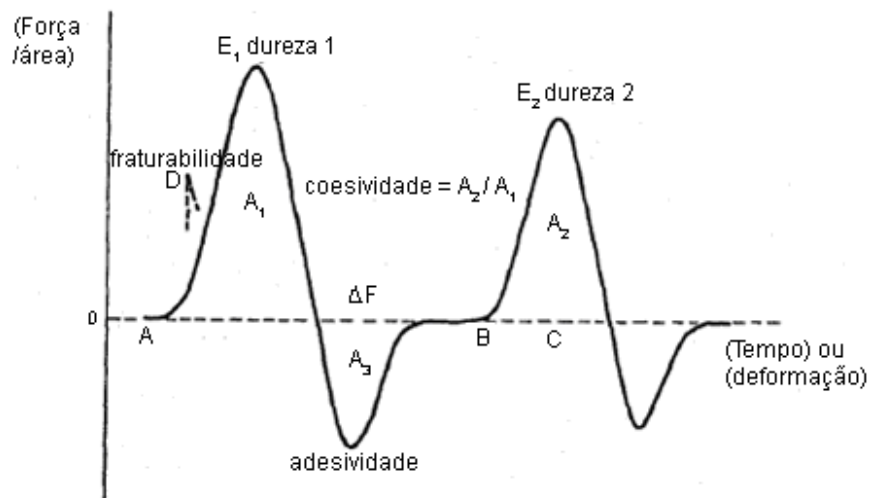 (Força
/área)
E₁ dureza 1
E₂ dureza 2
fraturabilidade
D
coesividade = A₂/ A₁
A₁
A₂
ΔF
0
A
B
C
A₃
(Tempo) ou
(deformação)
adesividade